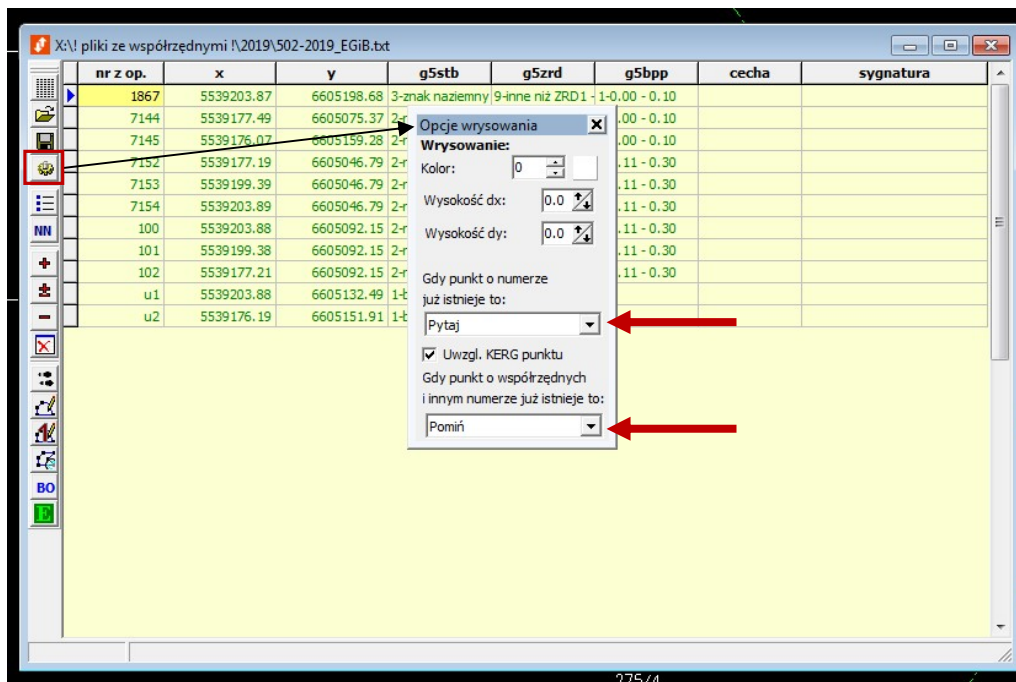 X:\! pliki ze współrzędnymi !\2019\502-2019_EGiB.txt
nr z op. x y g5stb g5zrd g5bpp cecha sygnatura
1867 5539203.87 6605198.68 3-znak naziemny 9-inne niż ZRD1 - 1-0.00 - 0.10
7144 5539177.49 6605075.37 .00 - 0.10
7145 5539176.07 6605159.28 .00 - 0.10
7152 5539177.19 6605046.79 .11 - 0.30
7153 5539199.39 6605046.79 .11 - 0.30
7154 5539203.89 6605046.79 .11 - 0.30
100 5539203.88 6605092.15 .11 - 0.30
101 5539199.38 6605092.15 .11 - 0.30
102 5539177.21 6605092.15 .11 - 0.30
u1 5539203.88 6605132.49
u2 5539176.19 6605151.91
Opcje wrysowania
Wrysowanie:
Kolor: 0
Wysokość dx: 0.0
Wysokość dy: 0.0
Gdy punkt o numerze
już istnieje to:
Pytaj
Uwzgl. KERG punktu
Gdy punkt o współrzędnych
i innym numerze już istnieje to:
Pomiń
NN
BO
E
275/4